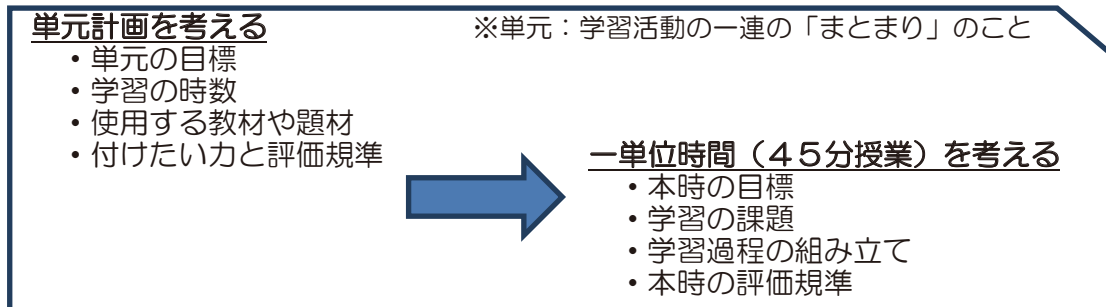 単元計画を考える
※単元：学習活動の一連の「まとまり」のこと
・単元の目標
・学習の時数
・使用する教材や題材
・付けたい力と評価規準
一単位時間（４５分授業）を考える
・本時の目標
・学習の課題
・学習過程の組み立て
・本時の評価規準